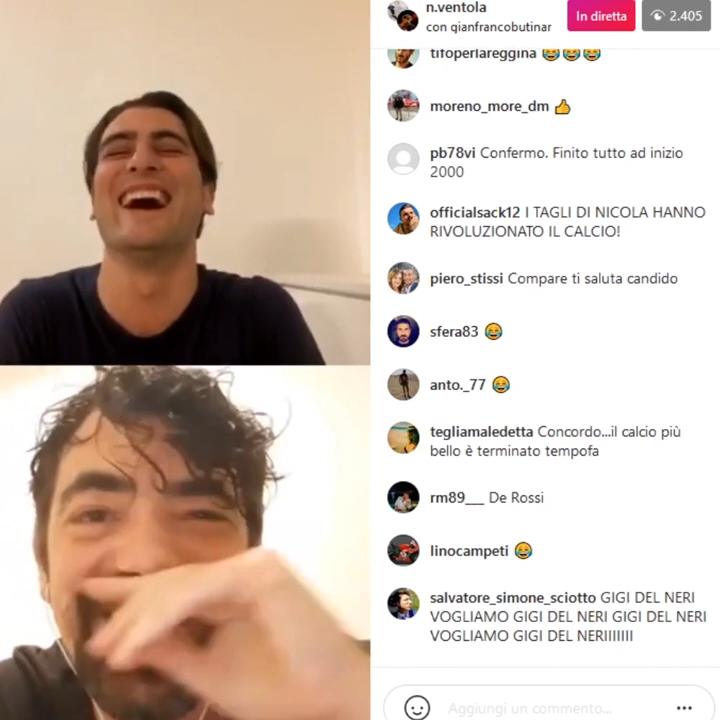 n.ventola
con gianfrancobutinar
In diretta
2.405
tifoperlareggina 😂😂😂
moreno_more_dm 👍
pb78vi Confermo. Finito tutto ad inizio
2000
officialsack12 I TAGLI DI NICOLA HANNO
RIVOLUZIONATO IL CALCIO!
piero_stissi Compare ti saluta candido
sfera83 😂
anto._77 😂
tegliamaledetta Concordo...il calcio più
bello è terminato tempofa
rm89___ De Rossi
linocampeti 😂
salvatore_simone_sciotto GIGI DEL NERI
VOGLIAMO GIGI DEL NERI GIGI DEL NERI
VOGLIAMO GIGI DEL NERIIIIIII
Aggiungi un commento...